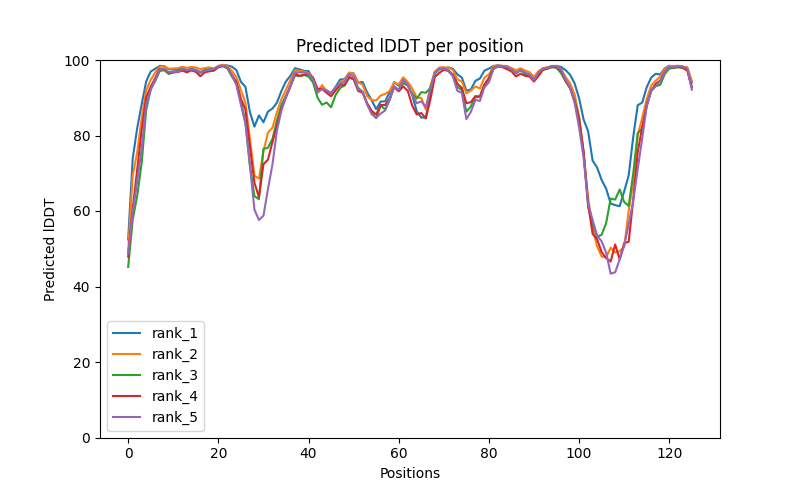 Predicted lDDT per position
Predicted lDDT
100
80
60
40
20
0
rank_1
rank_2
rank_3
rank_4
rank_5
0 20 40 60 80 100 120
Positions